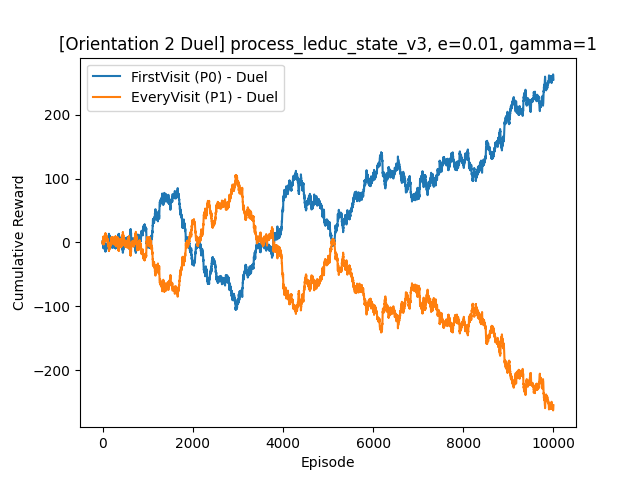 [Orientation 2 Duel] process_leduc_state_v3, e=0.01, gamma=1
FirstVisit (P0) - Duel
EveryVisit (P1) - Duel
Cumulative Reward
200
100
0
−100
−200
0
2000
4000
6000
8000
10000
Episode